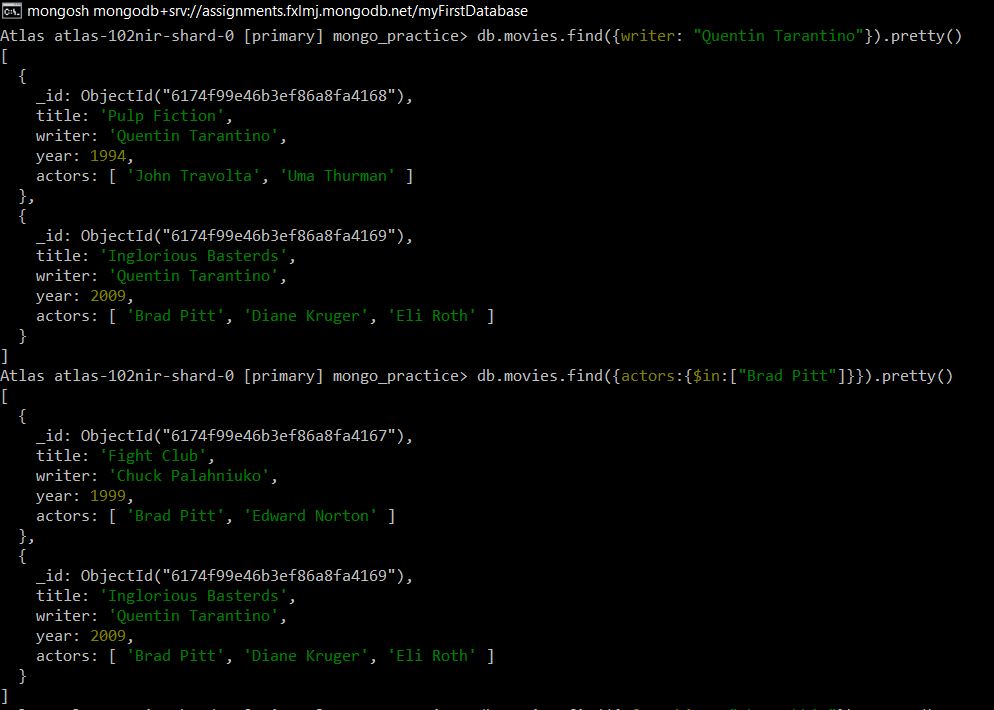 mongosh mongodb+srv://assignments.fxlmj.mongodb.net/myFirstDatabase
Atlas atlas-102nir-shard-0 [primary] mongo_practice> db.movies.find({writer: "Quentin Tarantino"}).pretty()
[
  {
    _id: ObjectId("6174f99e46b3ef86a8fa4168"),
    title: 'Pulp Fiction',
    writer: 'Quentin Tarantino',
    year: 1994,
    actors: [ 'John Travolta', 'Uma Thurman' ]
  },
  {
    _id: ObjectId("6174f99e46b3ef86a8fa4169"),
    title: 'Inglorious Basterds',
    writer: 'Quentin Tarantino',
    year: 2009,
    actors: [ 'Brad Pitt', 'Diane Kruger', 'Eli Roth' ]
  }
]
Atlas atlas-102nir-shard-0 [primary] mongo_practice> db.movies.find({actors:{$in:["Brad Pitt"]}}).pretty()
[
  {
    _id: ObjectId("6174f99e46b3ef86a8fa4167"),
    title: 'Fight Club',
    writer: 'Chuck Palahniuko',
    year: 1999,
    actors: [ 'Brad Pitt', 'Edward Norton' ]
  },
  {
    _id: ObjectId("6174f99e46b3ef86a8fa4169"),
    title: 'Inglorious Basterds',
    writer: 'Quentin Tarantino',
    year: 2009,
    actors: [ 'Brad Pitt', 'Diane Kruger', 'Eli Roth' ]
  }
]